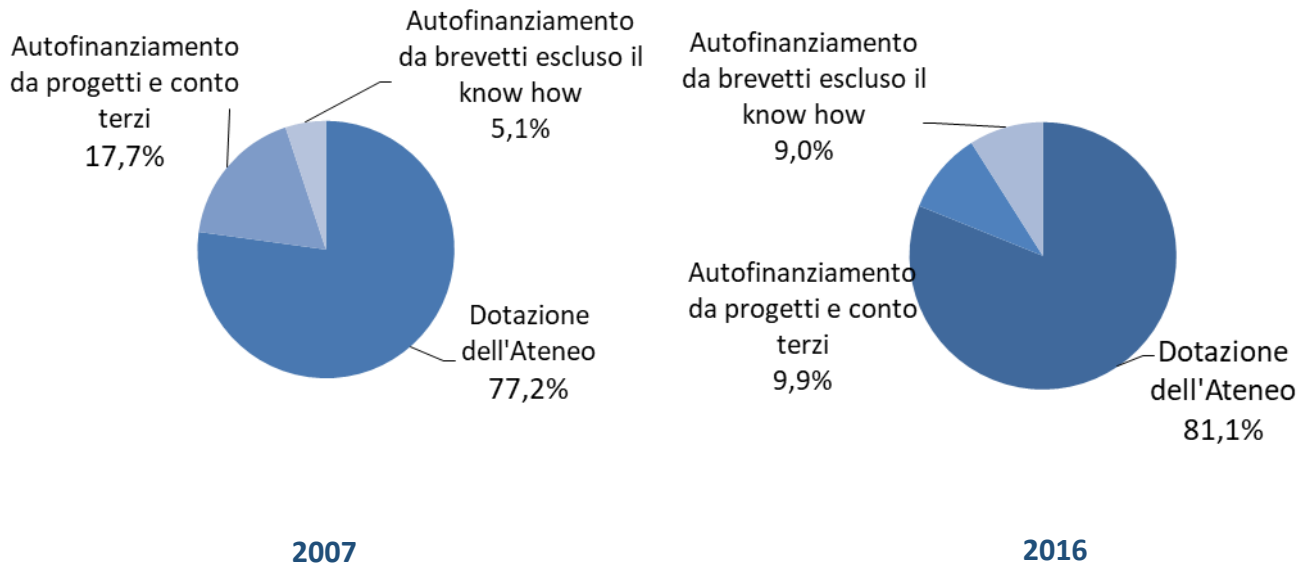 Autofinanziamento
da progetti e conto
terzi
17,7%
Autofinanziamento
da brevetti escluso il
know how
5,1%
Dotazione
dell'Ateneo
77,2%
2007
Autofinanziamento
da brevetti escluso il
know how
9,0%
Autofinanziamento
da progetti e conto
terzi
9,9%
Dotazione
dell'Ateneo
81,1%
2016